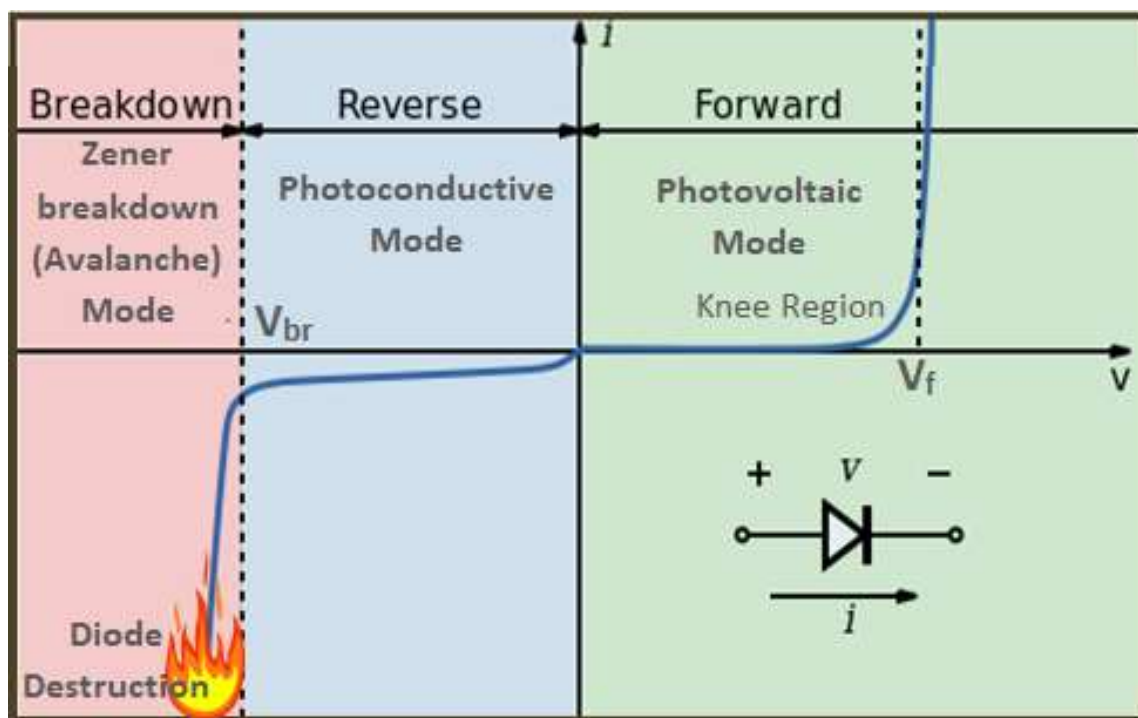 i
Breakdown
Reverse
Forward
Zener
breakdown
(Avalanche)
Mode
Photoconductive
Mode
Photovoltaic
Mode
Knee Region
Vbr
Vf
v
+ v −
i
Diode
Destruction